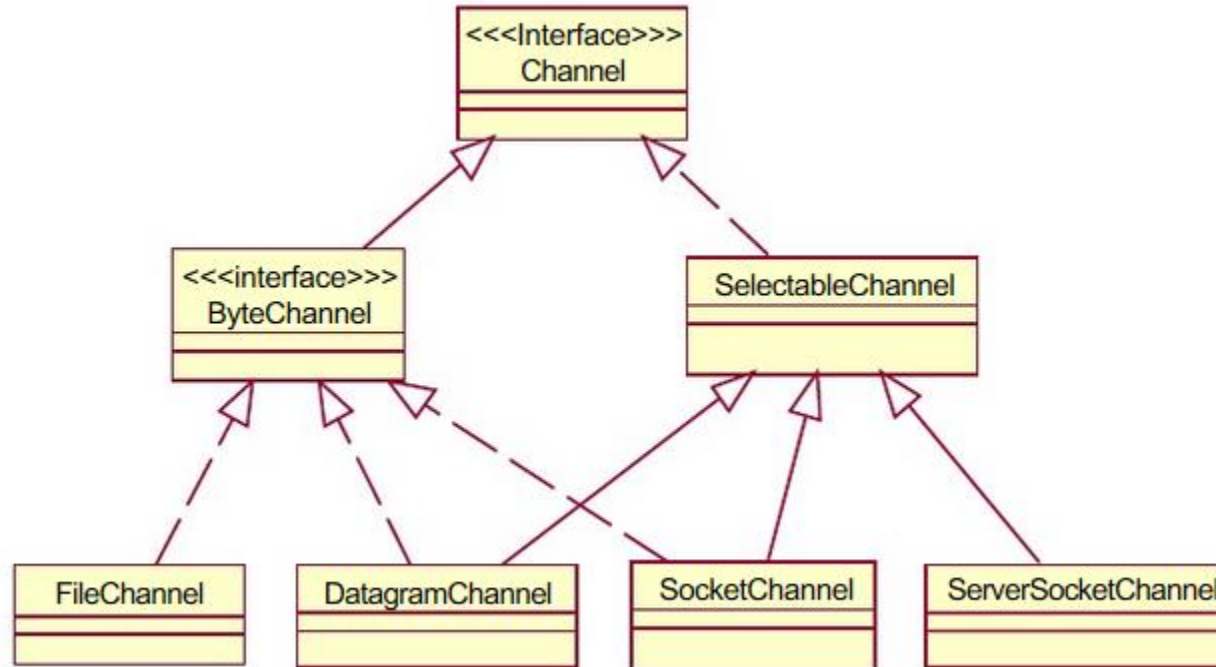 <<<Interface>>>
Channel
<<<interface>>>
ByteChannel
SelectableChannel
FileChannel
DatagramChannel
SocketChannel
ServerSocketChannel